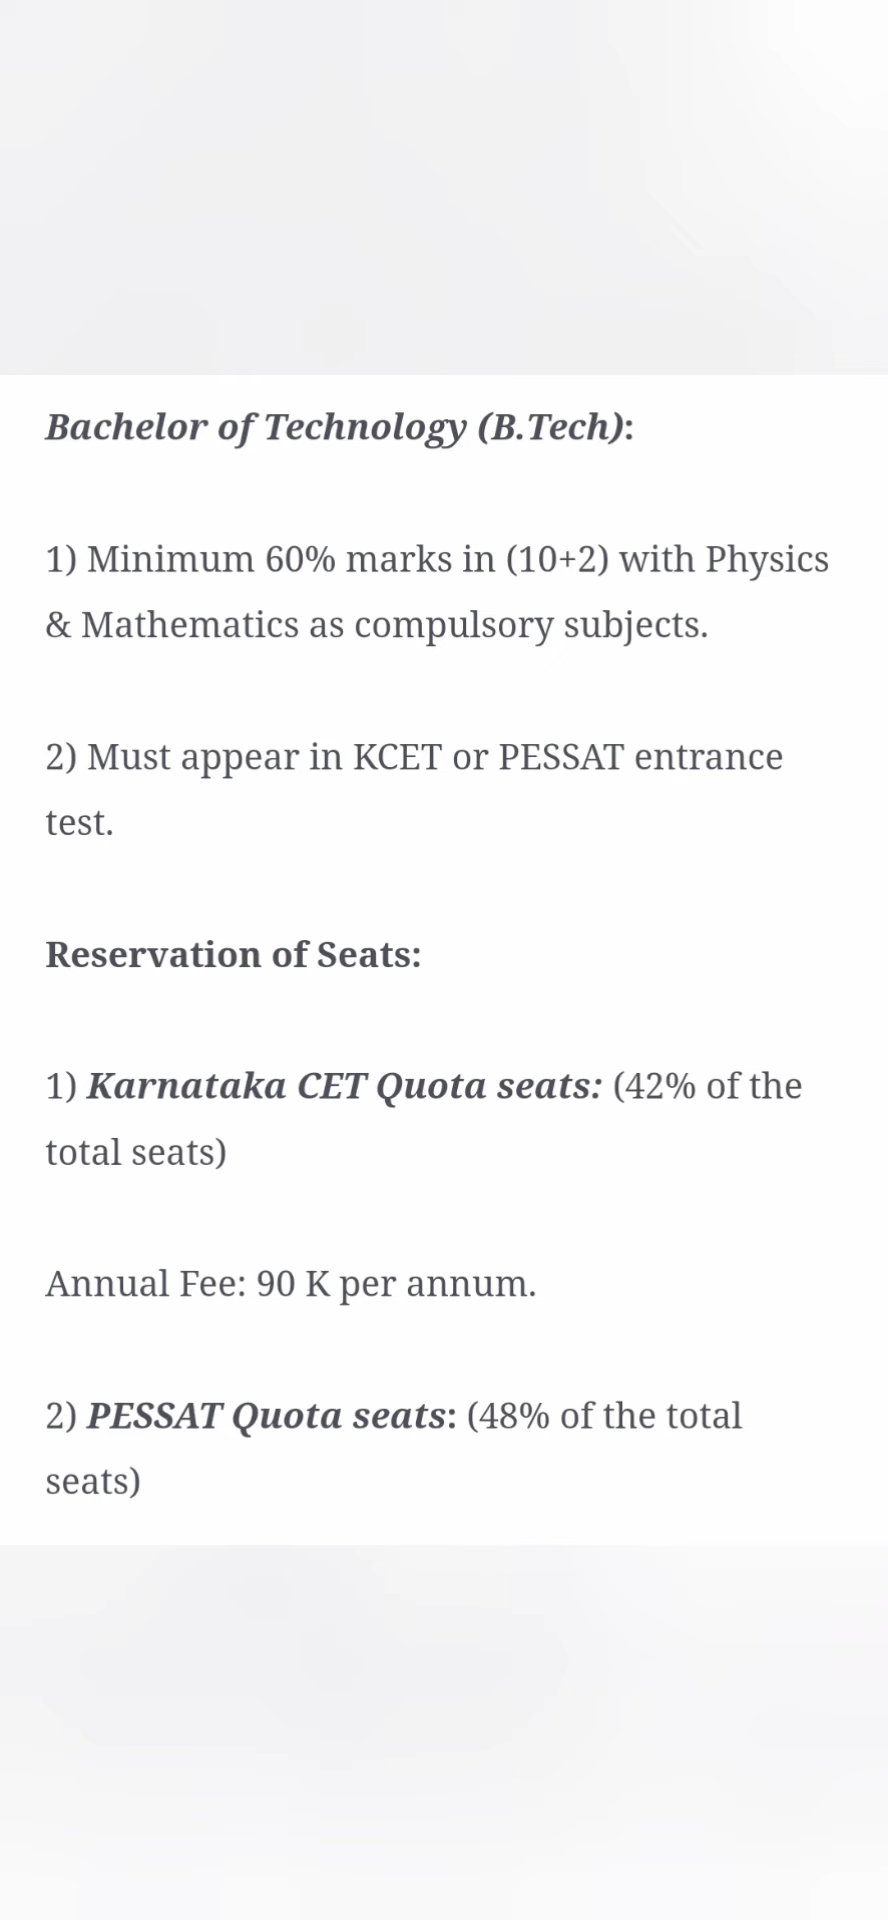 Bachelor of Technology (B.Tech):
1) Minimum 60% marks in (10+2) with Physics
& Mathematics as compulsory subjects.
2) Must appear in KCET or PESSAT entrance
test.
Reservation of Seats:
1) Karnataka CET Quota seats: (42% of the
total seats)
Annual Fee: 90 K per annum.
2) PESSAT Quota seats: (48% of the total
seats)